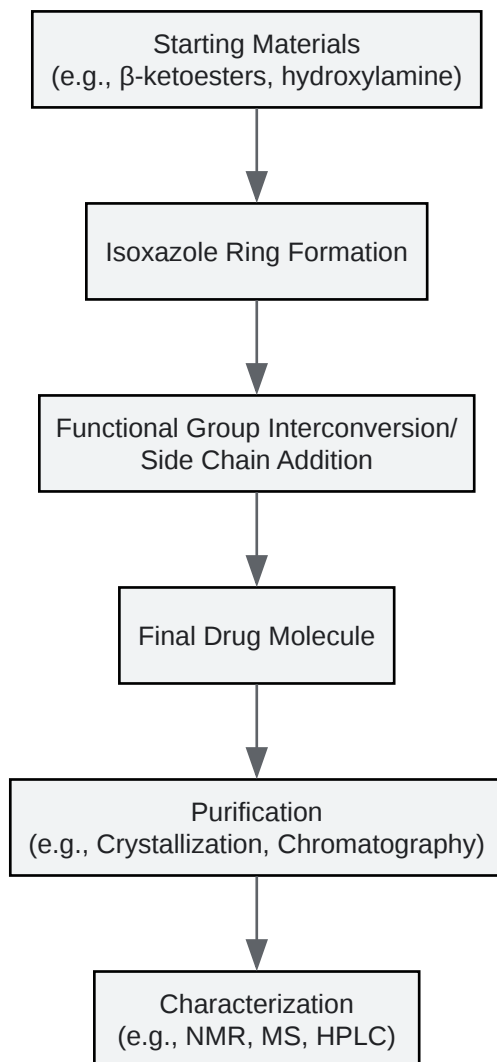 Starting Materials
(e.g., β-ketoesters, hydroxylamine)
Isoxazole Ring Formation
Functional Group Interconversion/
Side Chain Addition
Final Drug Molecule
Purification
(e.g., Crystallization, Chromatography)
Characterization
(e.g., NMR, MS, HPLC)